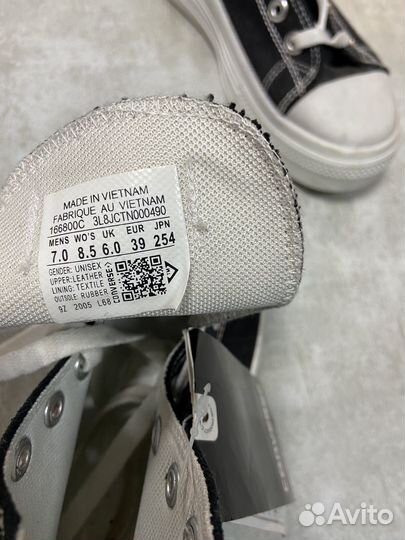 MADE IN VIETNAM
FABRIQUE AU VIETNAM
166800C 3L8JCTN000490
MENS WO'S UK EUR JPN
7.0 8.5 6.0 39 254
GENDER: UNISEX
UPPER: LEATHER
LINING: TEXTILE
OUTSOLE: RUBBER
9Z 2005 L68
CONVERSE
Avito